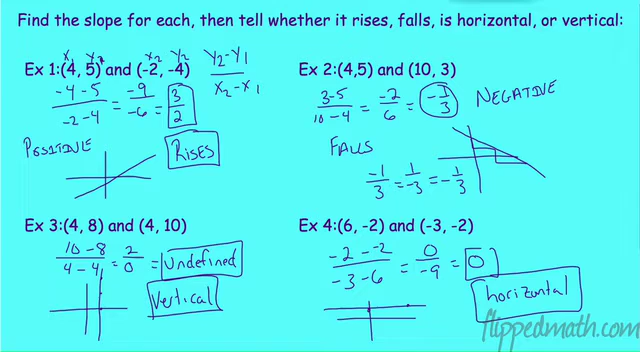 Find the slope for each, then tell whether it rises, falls, is horizontal, or vertical:
x₁ y₁ x₂ y₂
Ex 1:(4, 5) and (-2, -4)
y₂-y₁ / x₂-x₁
-4-5 / -2-4 = -9 / -6 = 3 / 2
POSITIVE
RISES
Ex 2:(4,5) and (10, 3)
3-5 / 10-4 = -2 / 6 = -1 / 3
NEGATIVE
FALLS
-1 / 3 = 1 / -3 = -1 / 3
Ex 3:(4, 8) and (4, 10)
10-8 / 4-4 = 2 / 0 = Undefined
Vertical
Ex 4:(6, -2) and (-3, -2)
-2--2 / -3-6 = 0 / -9 = 0
horizontal
flippedmath.com